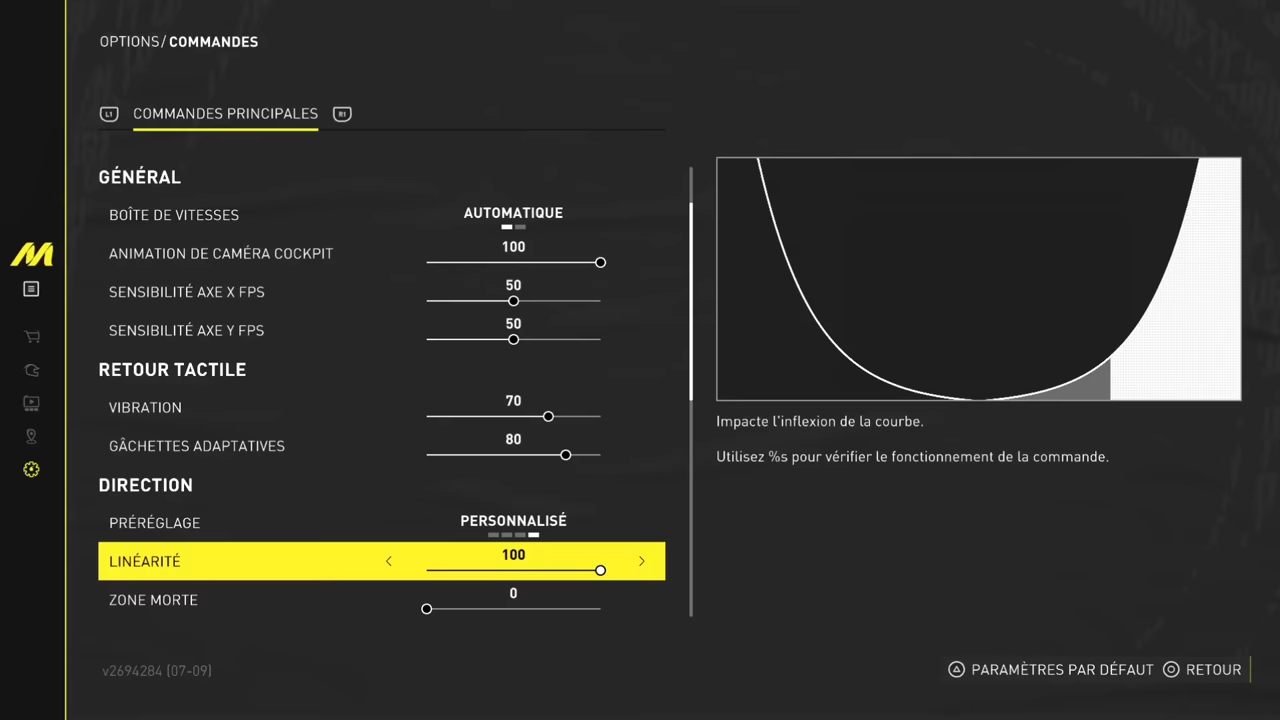 OPTIONS/COMMANDES
L1 COMMANDES PRINCIPALES R1
GÉNÉRAL
BOÎTE DE VITESSES AUTOMATIQUE
ANIMATION DE CAMÉRA COCKPIT 100
SENSIBILITÉ AXE X FPS 50
SENSIBILITÉ AXE Y FPS 50
RETOUR TACTILE
VIBRATION 70
GÂCHETTES ADAPTATIVES 80
DIRECTION
PRÉRÉGLAGE PERSONNALISÉ
LINÉARITÉ 100
ZONE MORTE 0
Impacte l'inflexion de la courbe.
Utilisez %s pour vérifier le fonctionnement de la commande.
v2694284 (07-09)
PARAMÈTRES PAR DÉFAUT RETOUR